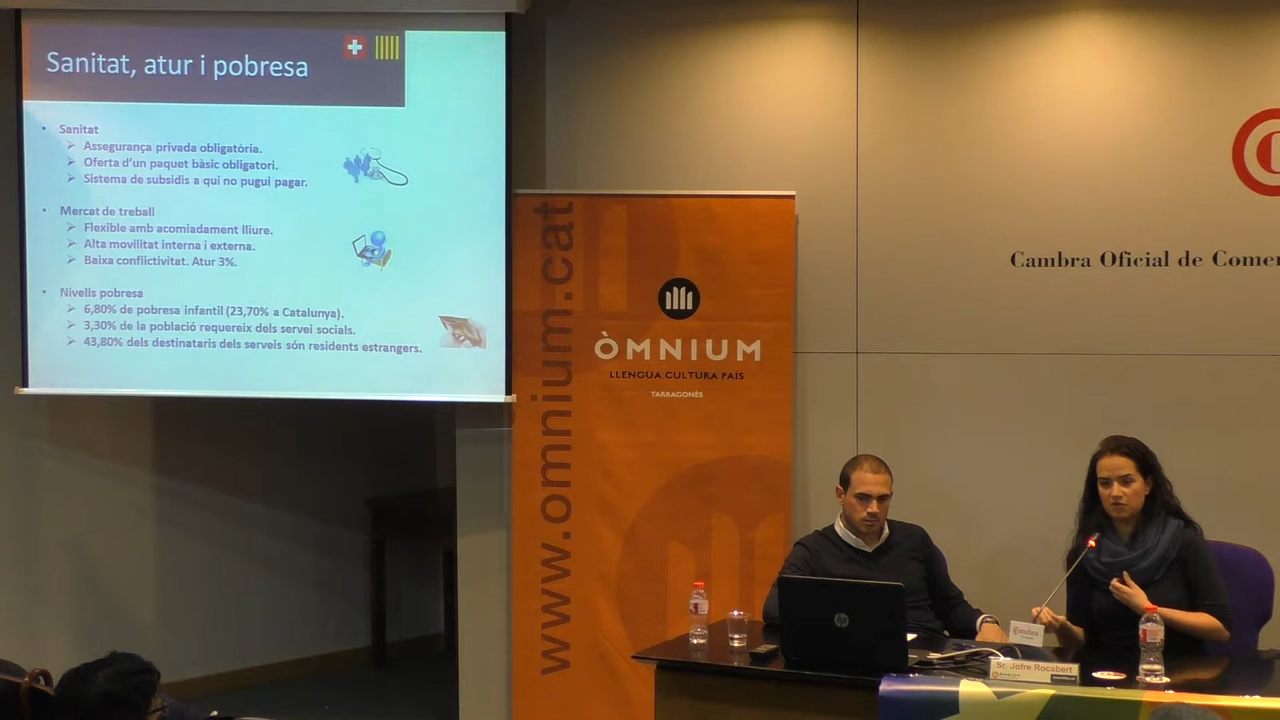 Sanitat, atur i pobresa
• Sanitat
➢ Assegurança privada obligatòria.
➢ Oferta d'un paquet bàsic obligatori.
➢ Sistema de subsidis a qui no pugui pagar.
• Mercat de treball
➢ Flexible amb acomiadament lliure.
➢ Alta movilitat interna i externa.
➢ Baixa conflictivitat. Atur 3%.
• Nivells pobresa
➢ 6,80% de pobresa infantil (23,70% a Catalunya).
➢ 3,30% de la població requereix dels servei socials.
➢ 43,80% dels destinataris dels serveis són residents estrangers.
www.omnium.cat
ÒMNIUM
LLENGUA CULTURA PAÍS
TARRAGONÈS
Cambra Oficial de Comer
hp
Cambra
Sr. Jofre Rocabert
ÒMNIUM